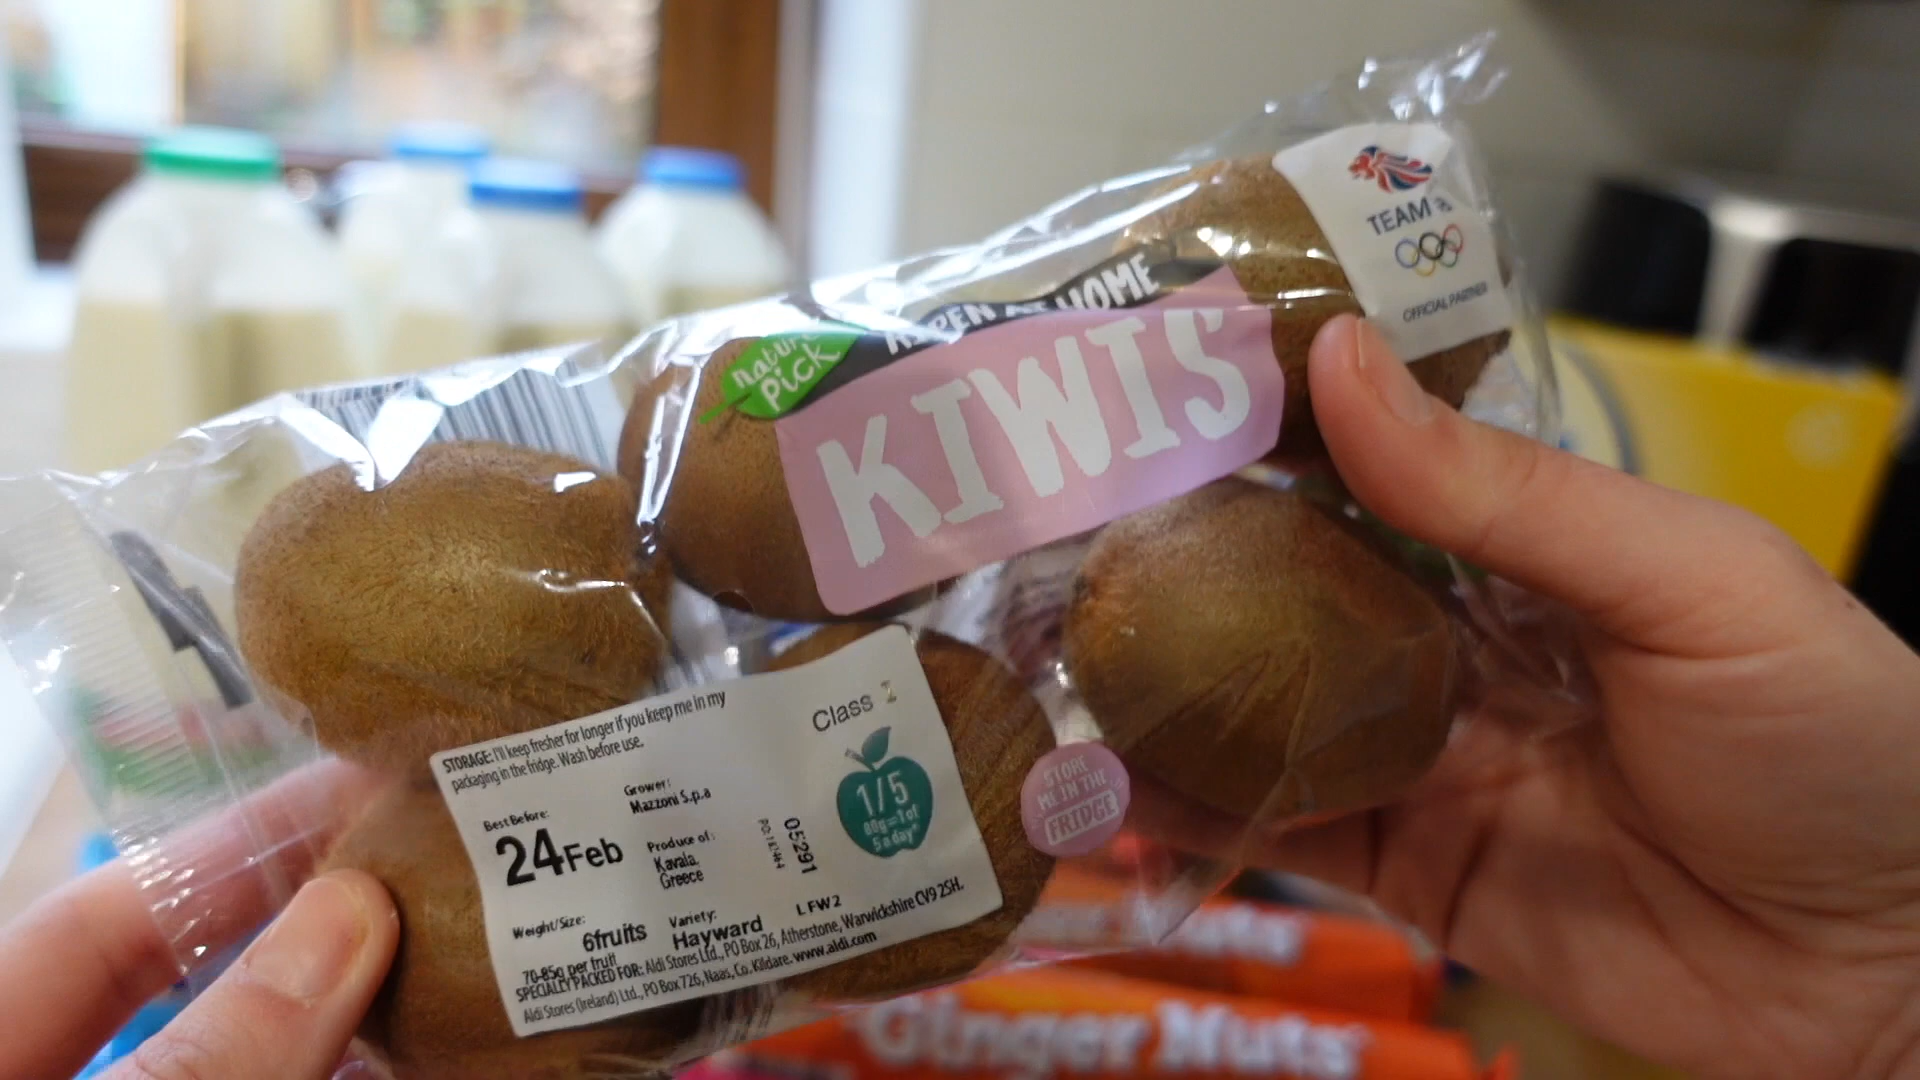 TEAM
OFFICIAL PARTNER
nature
pick
RIPEN AT HOME
KIWIS
STORAGE: I'll keep fresher for longer if you keep me in my
packaging in the fridge. Wash before use.
Class I
Best Before:
24 Feb
Grower:
Mazzoni S.p.a
Produce of:
Kavala,
Greece
05291
1/5
80g=1 of
5 a day*
STORE
ME IN THE
FRIDGE
Weight/Size:
6fruits
70-85g per fruit
Variety:
Hayward
LFW2
SPECIALLY PACKED FOR: Aldi Stores Ltd., PO Box 26, Atherstone, Warwickshire CV9 2SH.
Aldi Stores (Ireland) Ltd., PO Box 726, Naas, Co. Kildare. www.aldi.com
Ginger Nuts